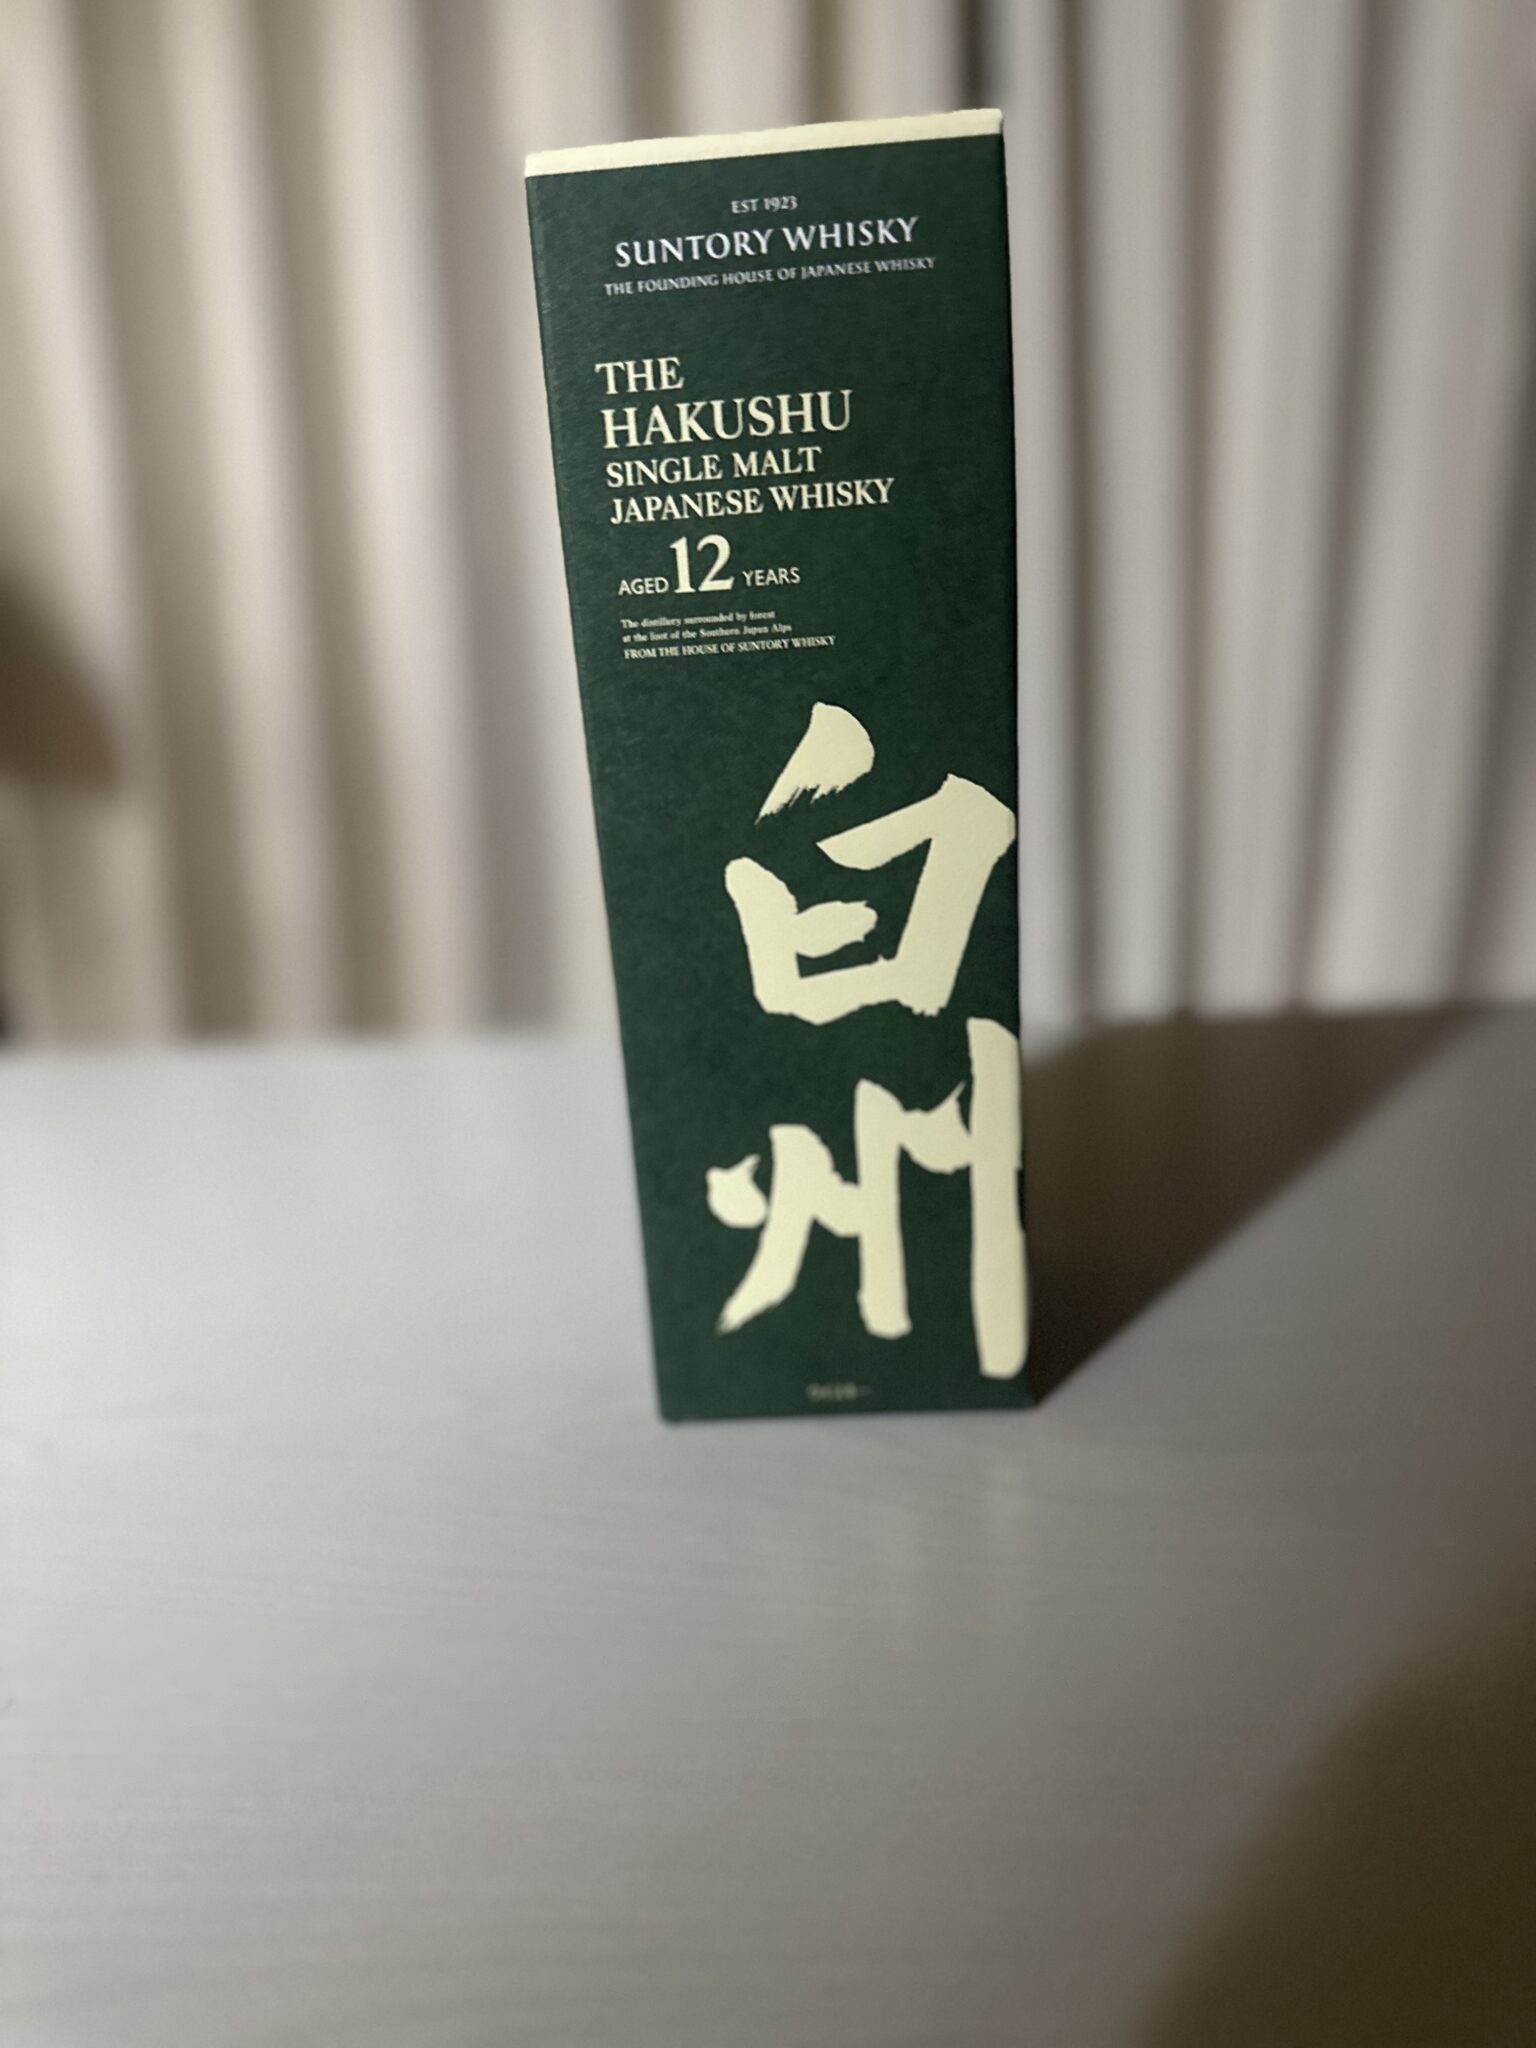 EST 1923
SUNTORY WHISKY
THE FOUNDING HOUSE OF JAPANESE WHISKY
THE
HAKUSHU
SINGLE MALT
JAPANESE WHISKY
AGED 12 YEARS
The distillery surrounded by forest
at the foot of the Southern Japan Alps
FROM THE HOUSE OF SUNTORY WHISKY
白
州